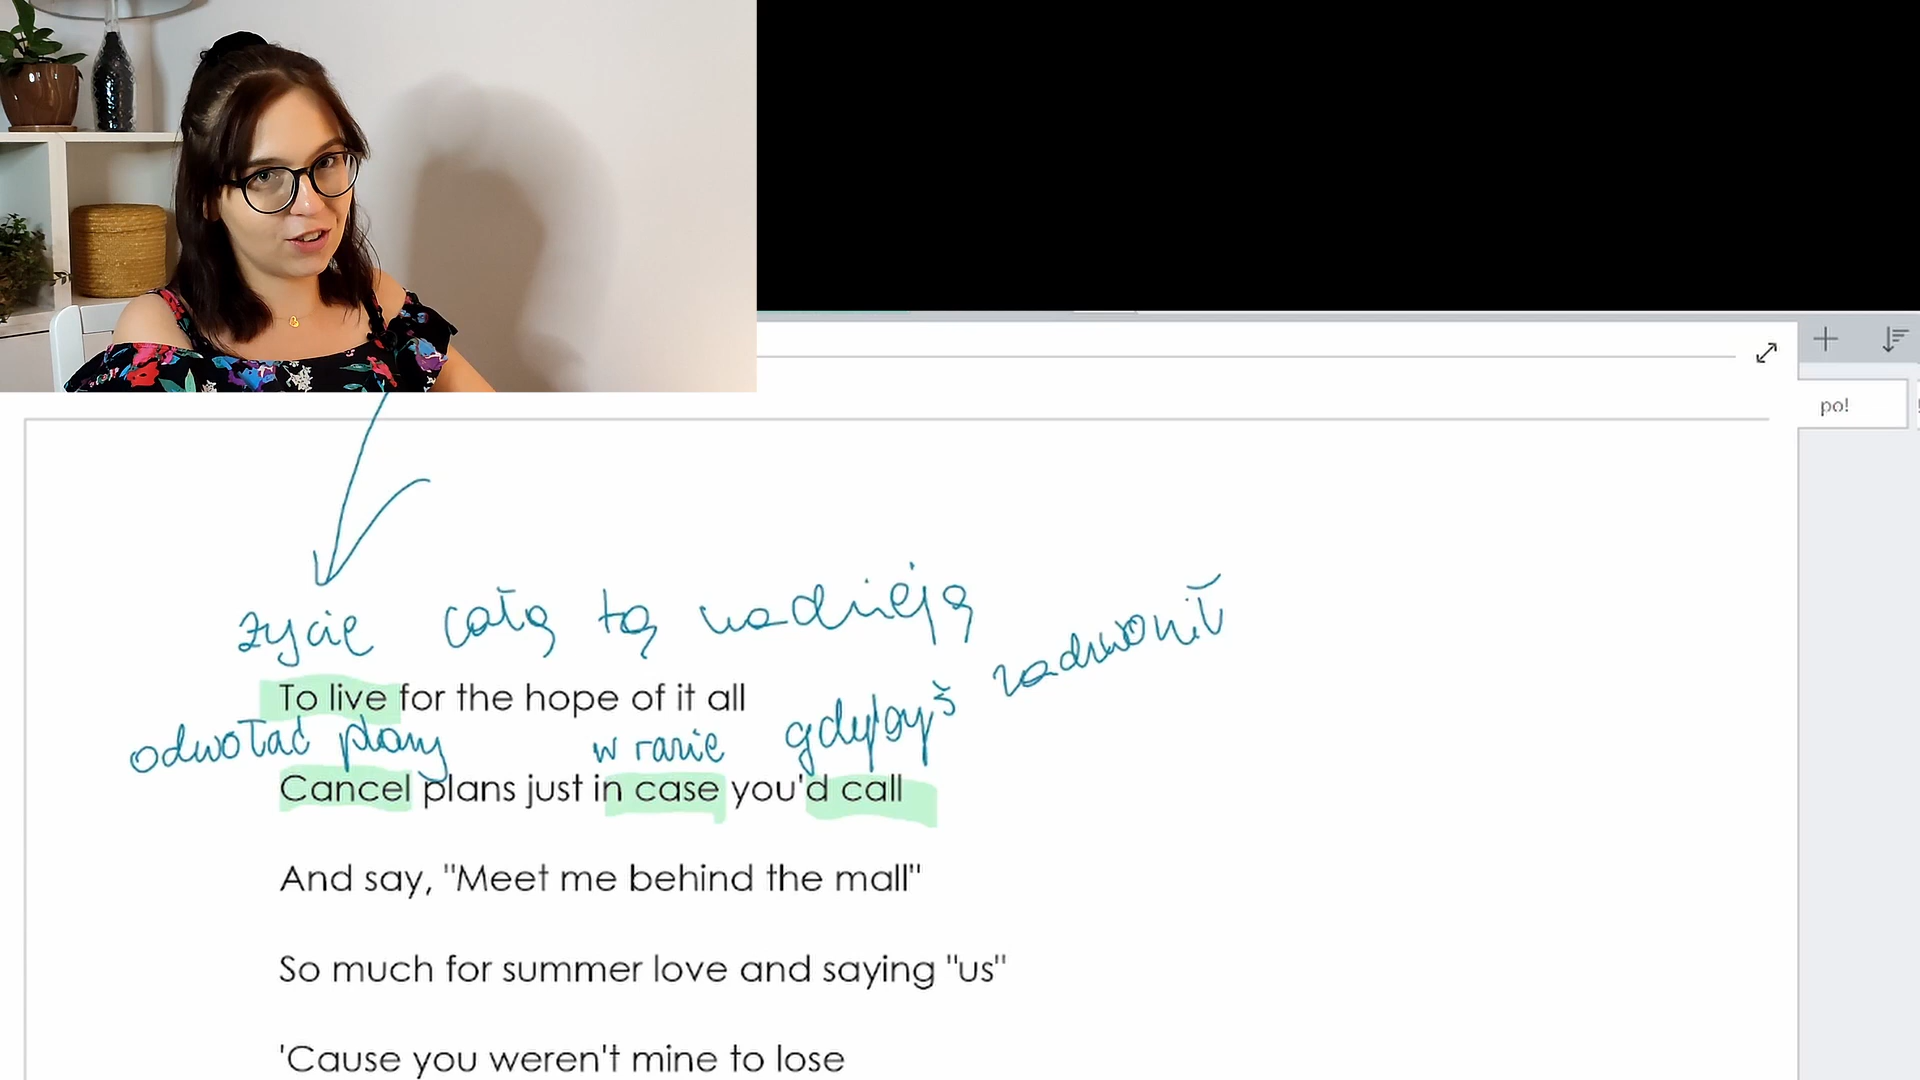 po!
życie całą tą nadzieją
To live for the hope of it all
odwołać plany w razie gdybyś zadzwonił
Cancel plans just in case you'd call
And say, "Meet me behind the mall"
So much for summer love and saying "us"
'Cause you weren't mine to lose